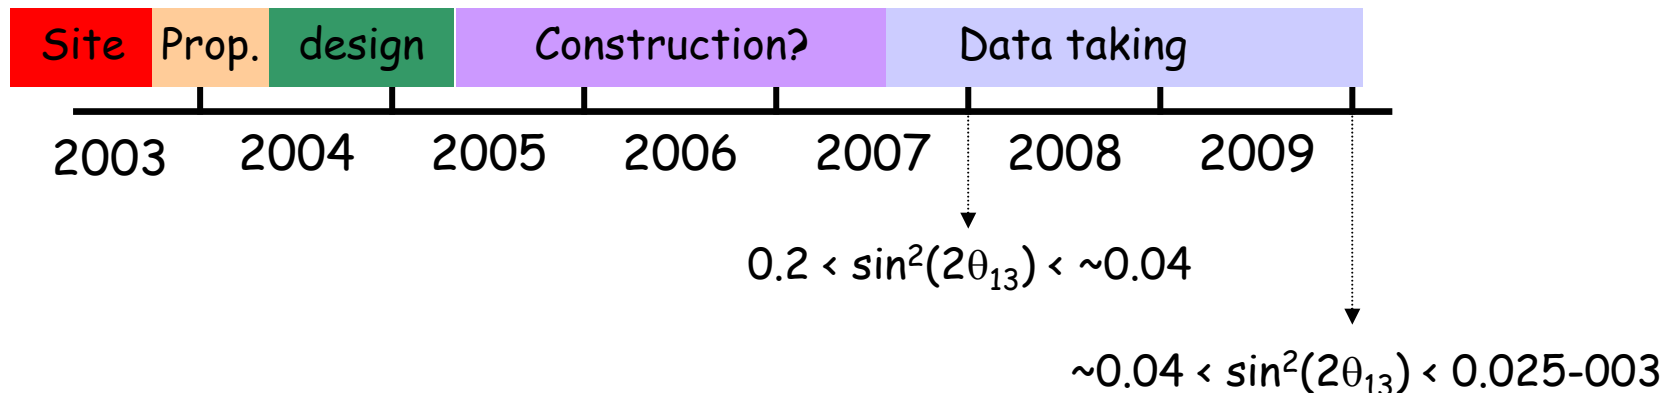 Site Prop. design Construction? Data taking
2003 2004 2005 2006 2007 2008 2009
0.2 < sin²(2θ₁₃) < ~0.04
~0.04 < sin²(2θ₁₃) < 0.025-003